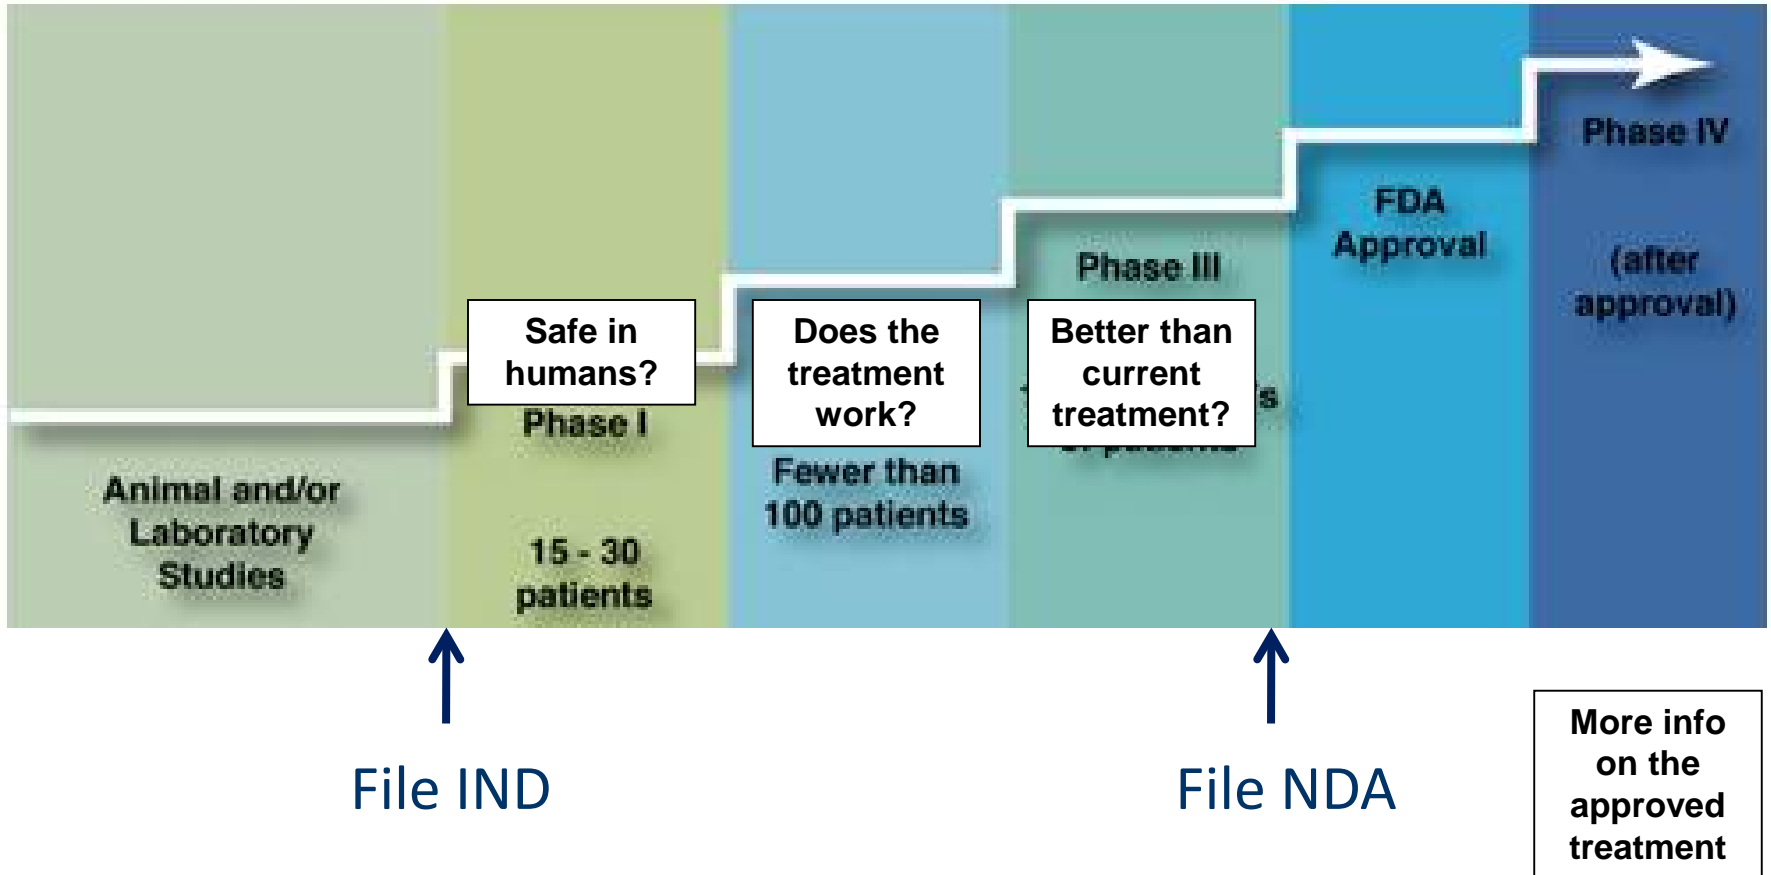 Animal and/or
Laboratory
Studies
Safe in
humans?
Phase I
15 - 30
patients
Does the
treatment
work?
Fewer than
100 patients
Phase III
Better than
current
treatment?
FDA
Approval
Phase IV
(after
approval)
File IND
File NDA
More info
on the
approved
treatment